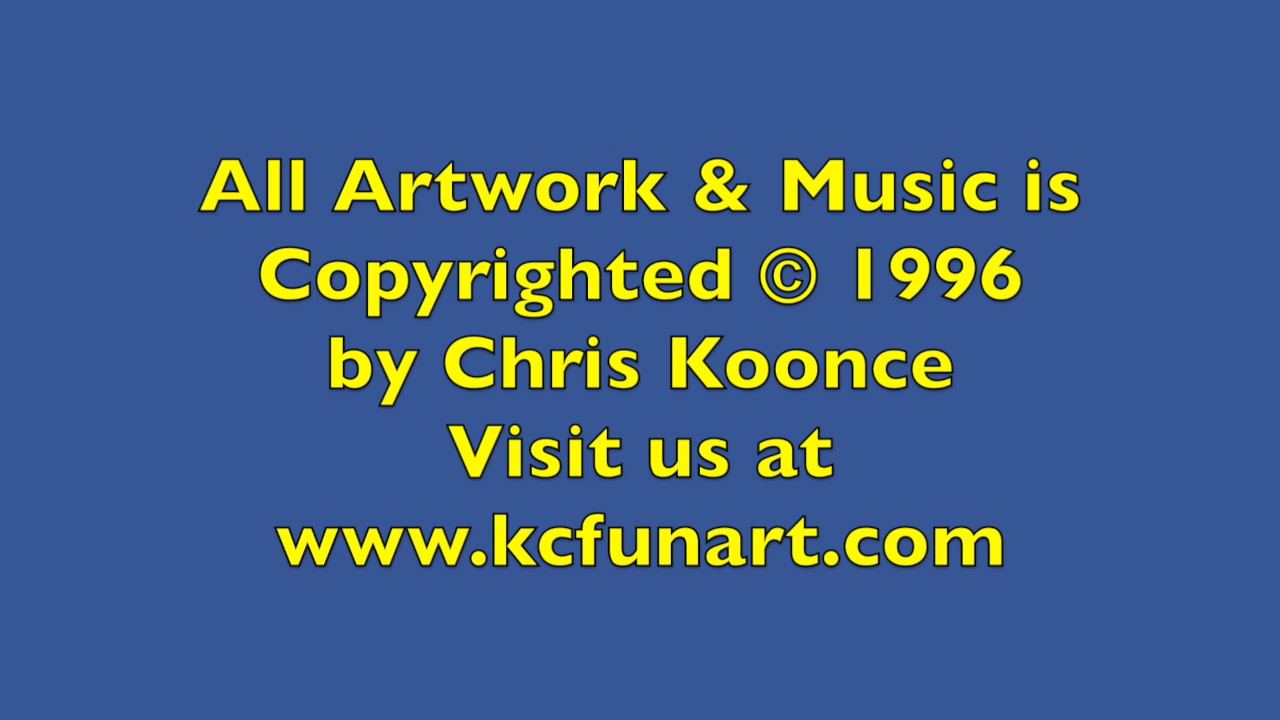 All Artwork & Music is
Copyrighted © 1996
by Chris Koonce
Visit us at
www.kcfunart.com